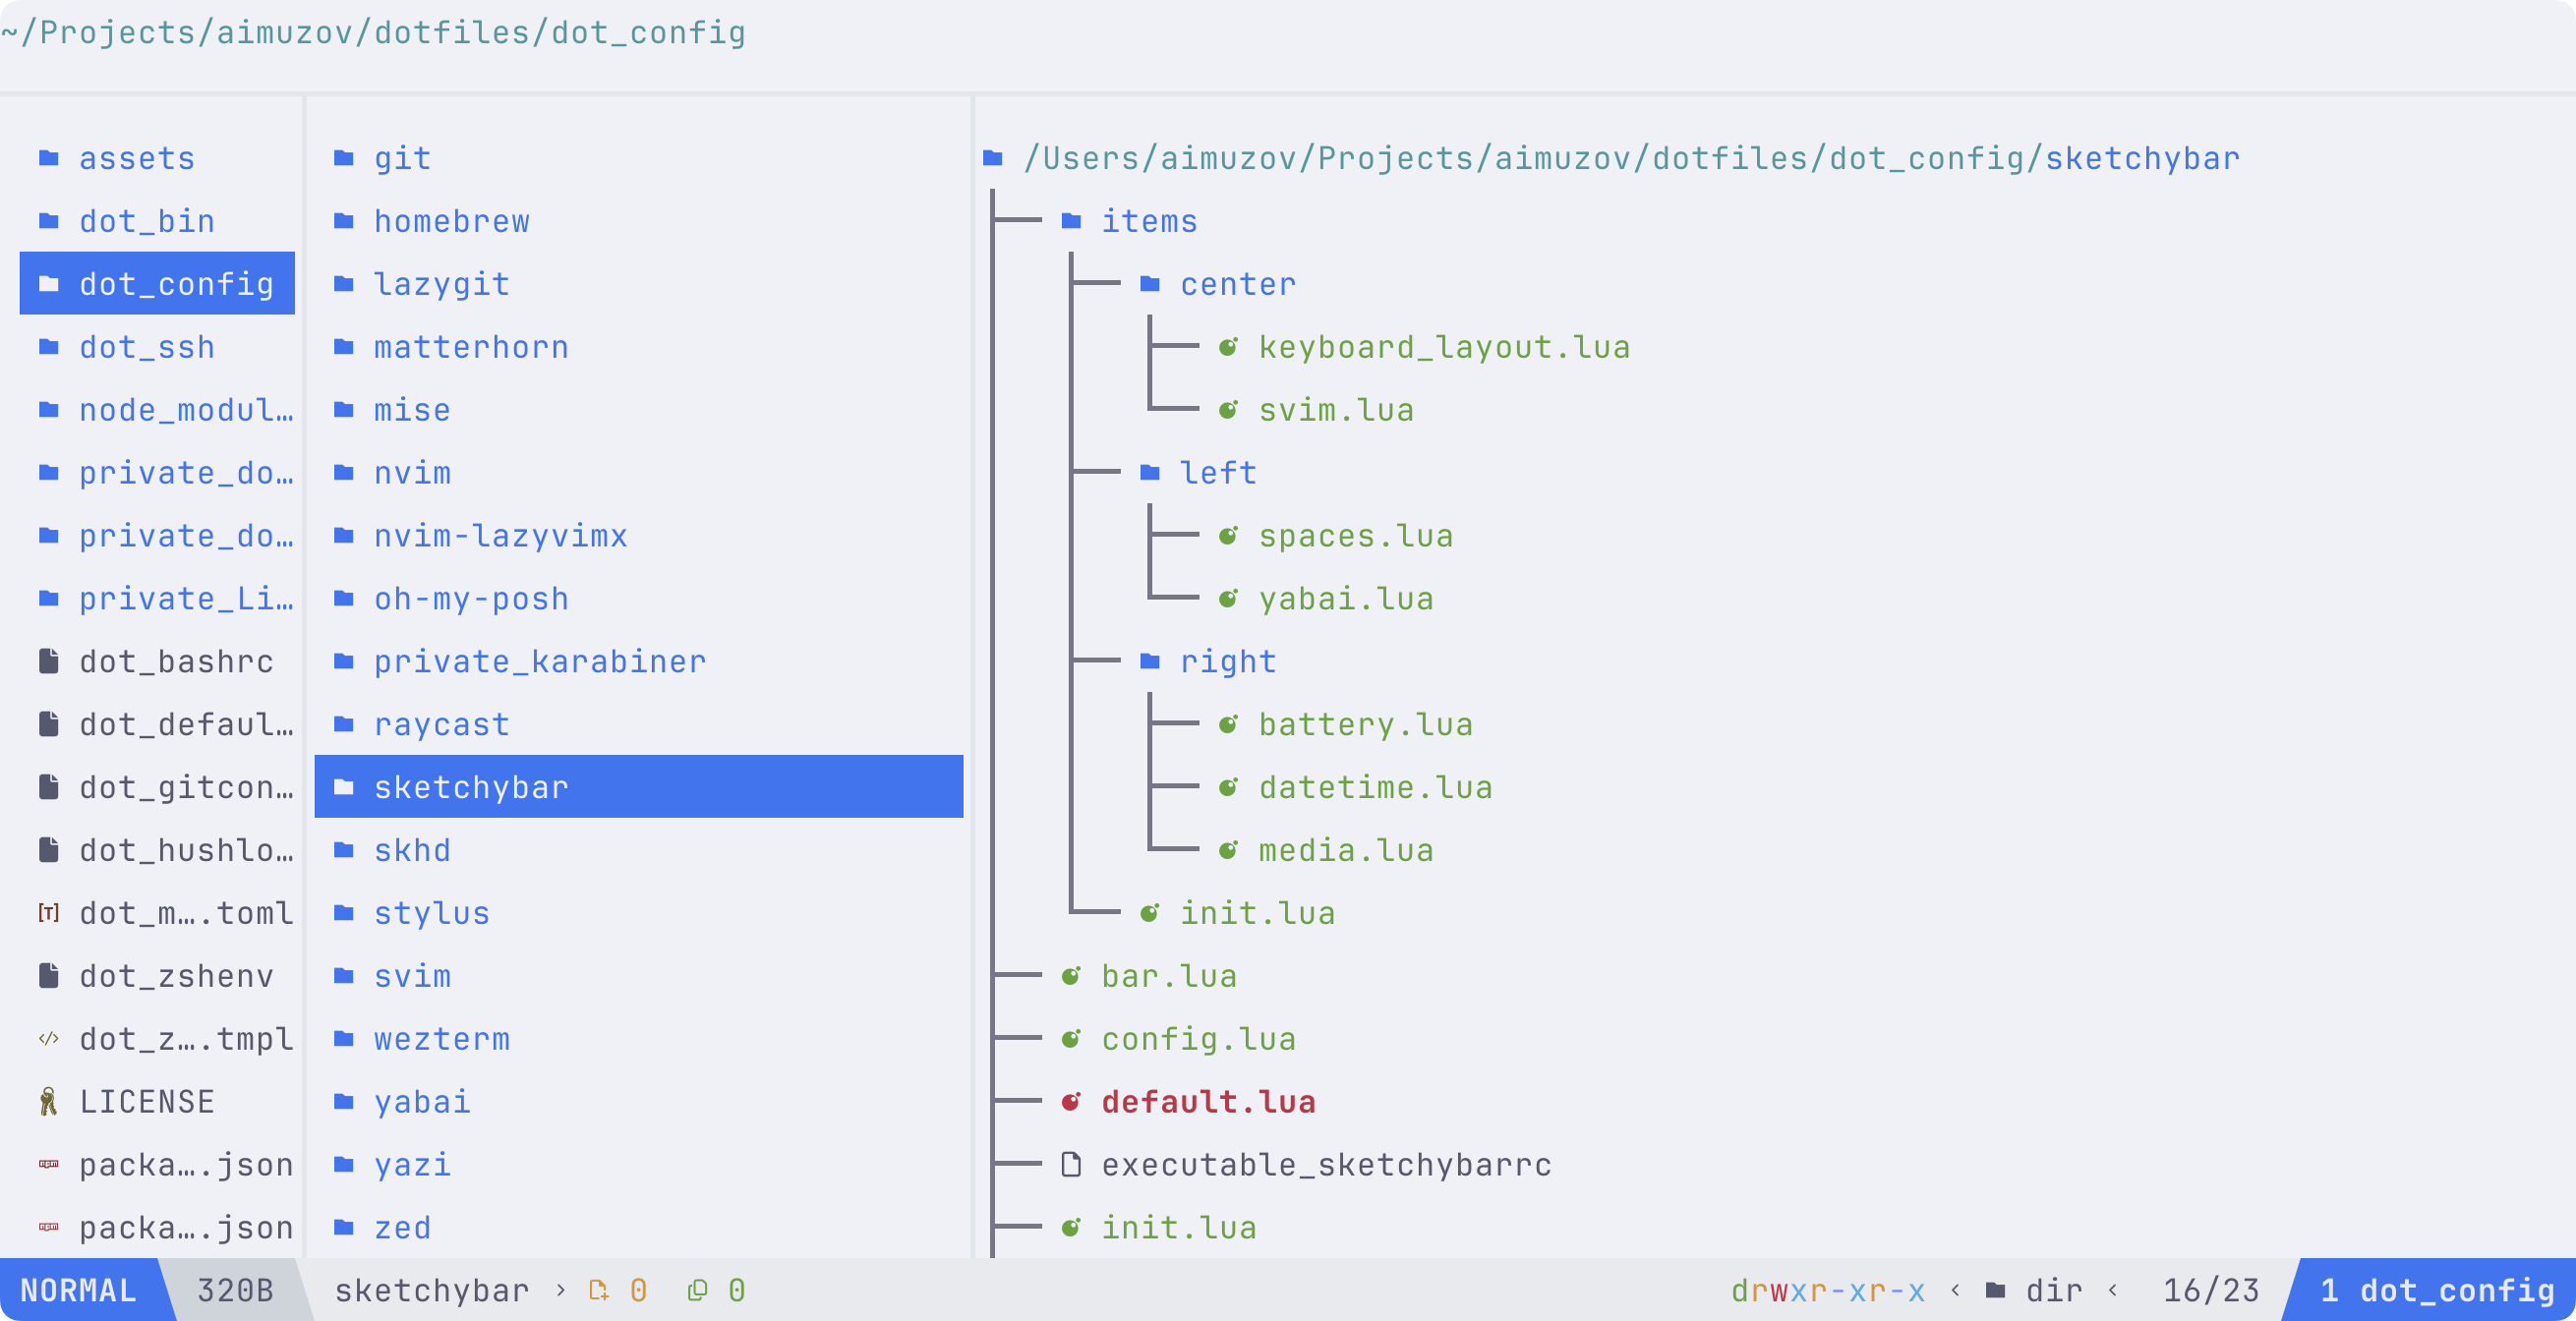 ~/Projects/aimuzov/dotfiles/dot_config
assets
dot_bin
dot_config
dot_ssh
node_modul…
private_do…
private_do…
private_Li…
dot_bashrc
dot_defaul…
dot_gitcon…
dot_hushlo…
[T] dot_m….toml
dot_zshenv
</> dot_z….tmpl
LICENSE
npm packa….json
npm packa….json
git
homebrew
lazygit
matterhorn
mise
nvim
nvim-lazyvimx
oh-my-posh
private_karabiner
raycast
sketchybar
skhd
stylus
svim
wezterm
yabai
yazi
zed
/Users/aimuzov/Projects/aimuzov/dotfiles/dot_config/sketchybar
items
center
keyboard_layout.lua
svim.lua
left
spaces.lua
yabai.lua
right
battery.lua
datetime.lua
media.lua
init.lua
bar.lua
config.lua
default.lua
executable_sketchybarrc
init.lua
NORMAL 320B sketchybar › 0 0 drwxr-xr-x ‹ dir ‹ 16/23 1 dot_config